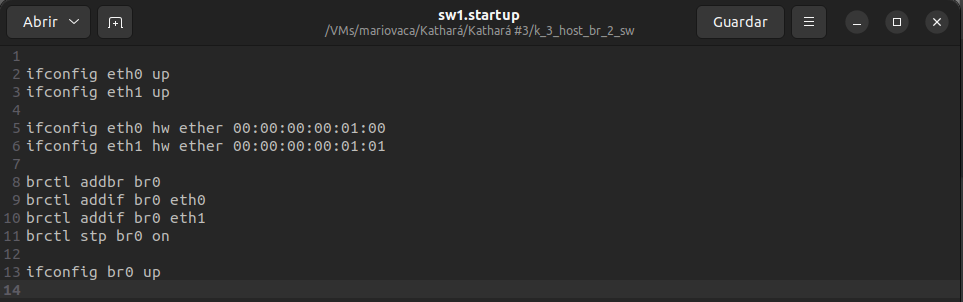 Abrir
sw1.startup
/VMs/mariovaca/Kathará/Kathará #3/k_3_host_br_2_sw
Guardar
1
2 ifconfig eth0 up
3 ifconfig eth1 up
4
5 ifconfig eth0 hw ether 00:00:00:00:01:00
6 ifconfig eth1 hw ether 00:00:00:00:01:01
7
8 brctl addbr br0
9 brctl addif br0 eth0
10 brctl addif br0 eth1
11 brctl stp br0 on
12
13 ifconfig br0 up
14